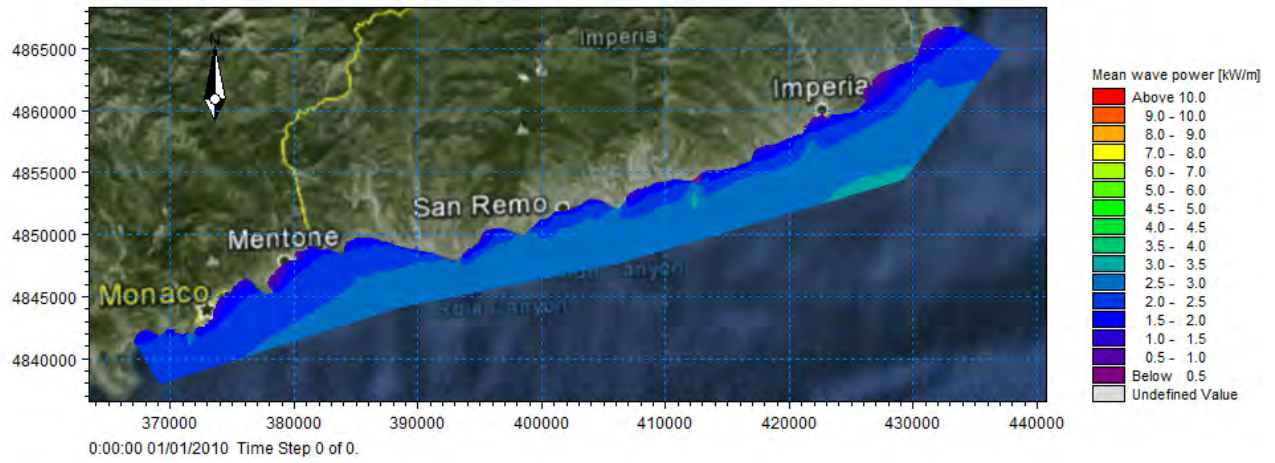 4865000
4860000
4855000
4850000
4845000
4840000
N
Imperia
Imperia
San Remo
Mentone
Monaco
Canyon
Canyon
370000 380000 390000 400000 410000 420000 430000 440000
0:00:00 01/01/2010 Time Step 0 of 0.
Mean wave power [kW/m]
Above 10.0
9.0 - 10.0
8.0 - 9.0
7.0 - 8.0
6.0 - 7.0
5.0 - 6.0
4.5 - 5.0
4.0 - 4.5
3.5 - 4.0
3.0 - 3.5
2.5 - 3.0
2.0 - 2.5
1.5 - 2.0
1.0 - 1.5
0.5 - 1.0
Below 0.5
Undefined Value